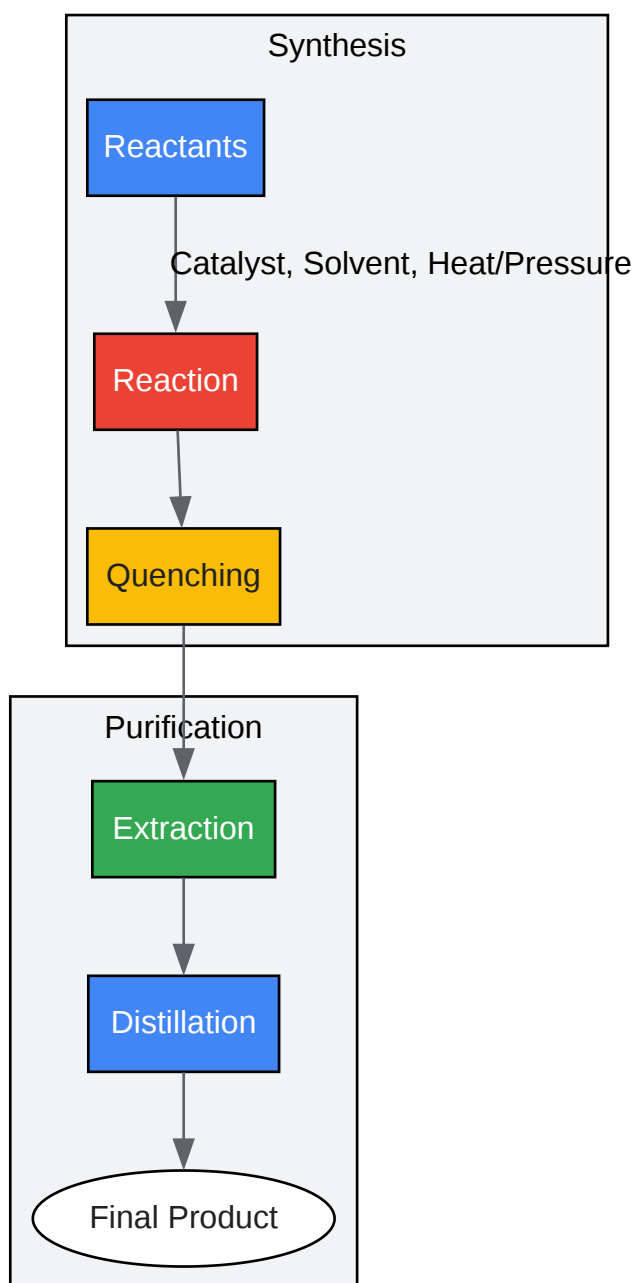 Synthesis
Reactants
Catalyst, Solvent, Heat/Pressure
Reaction
Quenching
Purification
Extraction
Distillation
Final Product